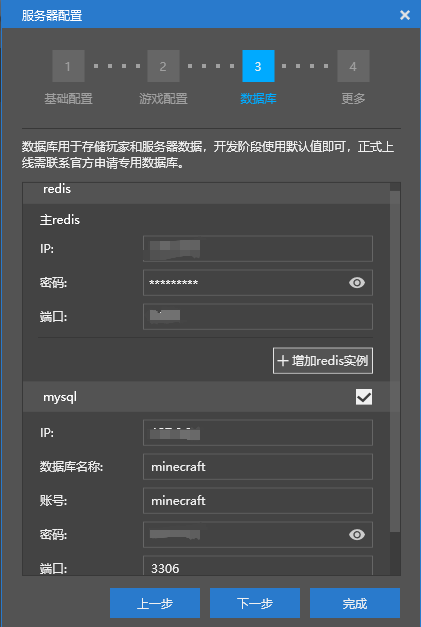 服务器配置
1 2 3 4
基础配置 游戏配置 数据库 更多
数据库用于存储玩家和服务器数据，开发阶段使用默认值即可，正式上
线需联系官方申请专用数据库。
redis
主redis
IP:
密码: *********
端口:
增加redis实例
mysql
IP:
数据库名称: minecraft
账号: minecraft
密码:
端口: 3306
上一步 下一步 完成